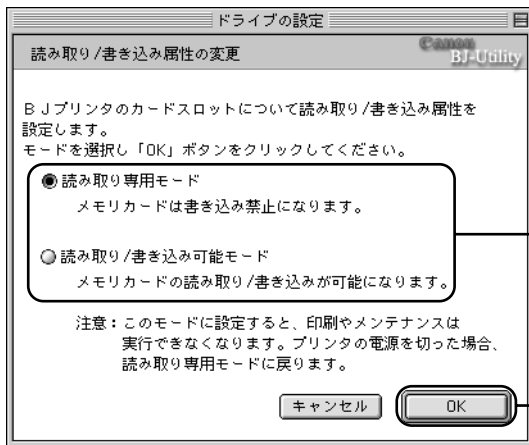 ドライブの設定
読み取り/書き込み属性の変更
Canon
BJ-Utility
BJプリンタのカードスロットについて読み取り/書き込み属性を
設定します。
モードを選択し「OK」ボタンをクリックしてください。
読み取り専用モード
メモリカードは書き込み禁止になります。
読み取り/書き込み可能モード
メモリカードの読み取り/書き込みが可能になります。
注意：このモードに設定すると、印刷やメンテナンスは
実行できなくなります。プリンタの電源を切った場合、
読み取り専用モードに戻ります。
キャンセル
OK